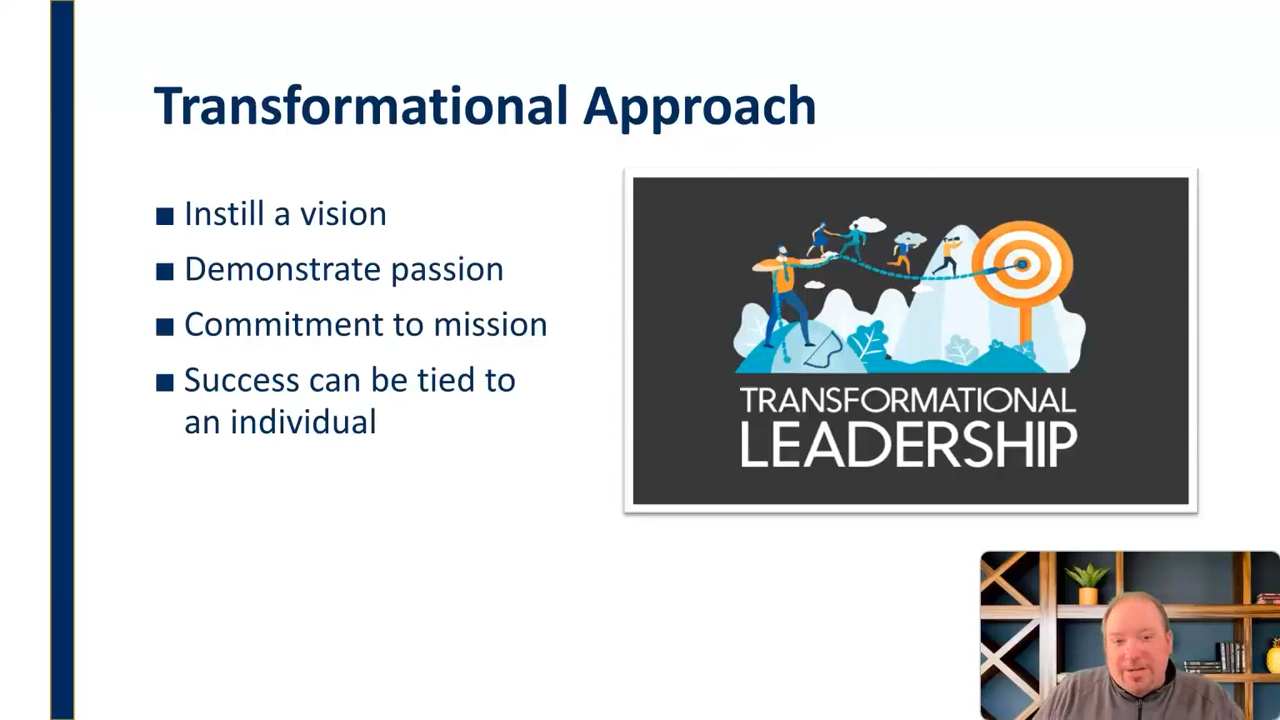 Transformational Approach
■ Instill a vision
■ Demonstrate passion
■ Commitment to mission
■ Success can be tied to
an individual
TRANSFORMATIONAL
LEADERSHIP